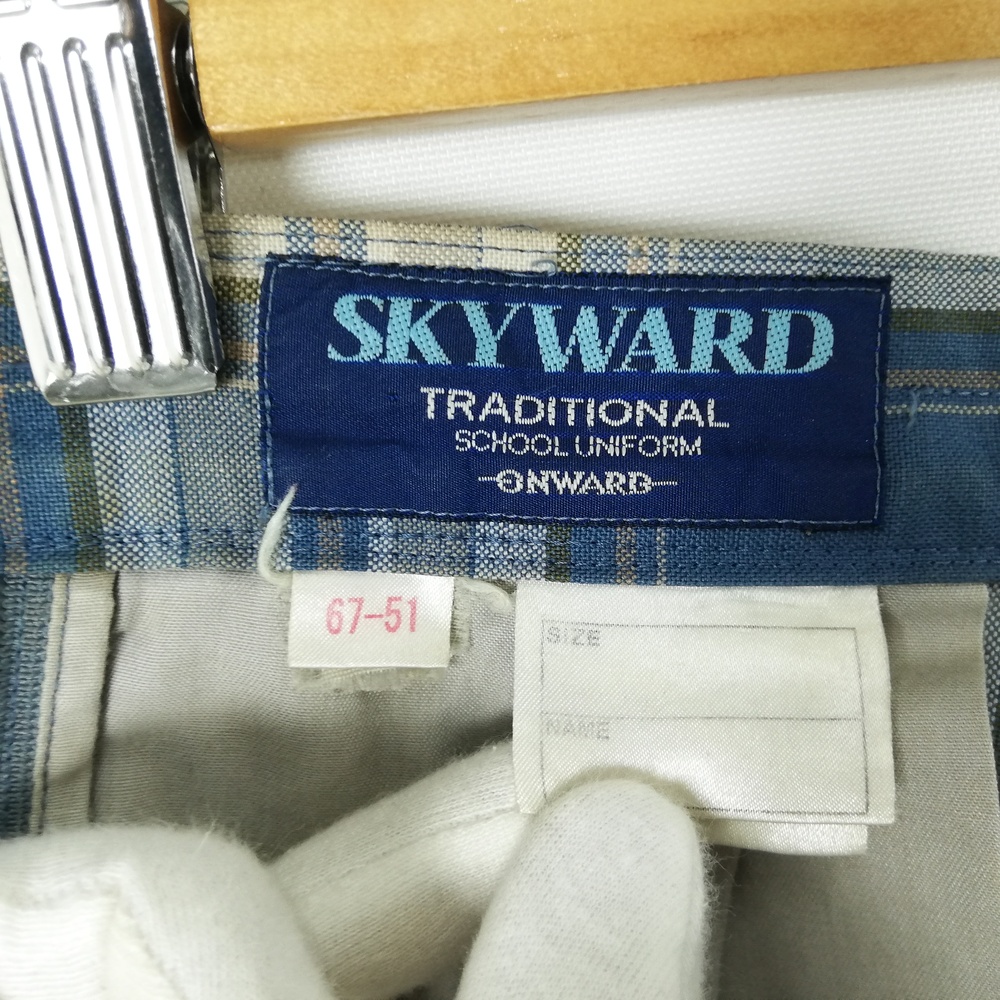 SKYWARD
TRADITIONAL
SCHOOL UNIFORM
ONWARD
67-51
SIZE
NAME